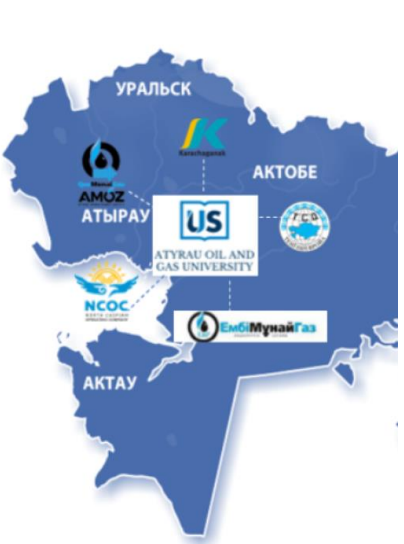 УРАЛЬСК
Karachaganak
АКТОБЕ
AMOZ
АТЫРАУ
US
T C O
ATYRAU OIL AND
GAS UNIVERSITY
NCOC
ЕмбіМұнайГаз
АКТАУ